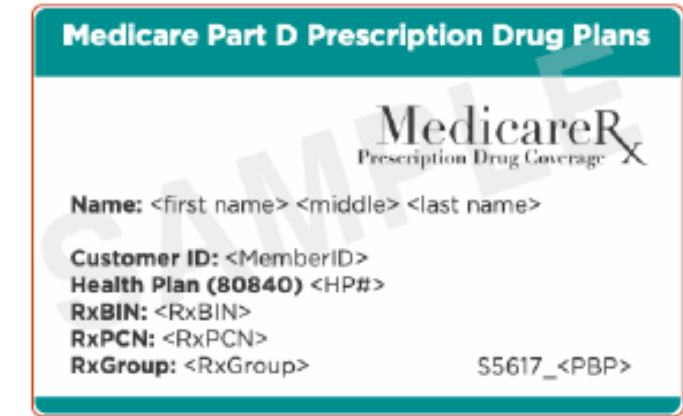 Medicare Part D Prescription Drug Plans
SAMPLE
MedicareRx
Prescription Drug Coverage
Name: <first name> <middle> <last name>
Customer ID: <MemberID>
Health Plan (80840) <HP#>
RxBIN: <RxBIN>
RxPCN: <RxPCN>
RxGroup: <RxGroup> S5617_<PBP>